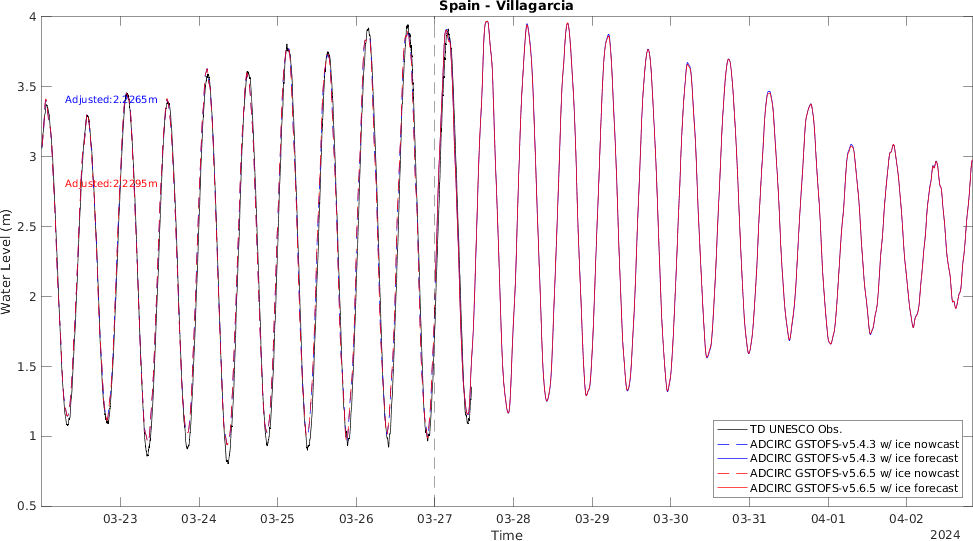 Spain - Villagarcia
Water Level (m)
4
3.5
3
2.5
2
1.5
1
0.5
Adjusted:2.2265m
Adjusted:2.2295m
TD UNESCO Obs.
ADCIRC GSTOFS-v5.4.3 w/ ice nowcast
ADCIRC GSTOFS-v5.4.3 w/ ice forecast
ADCIRC GSTOFS-v5.6.5 w/ ice nowcast
ADCIRC GSTOFS-v5.6.5 w/ ice forecast
03-23 03-24 03-25 03-26 03-27 03-28 03-29 03-30 03-31 04-01 04-02
Time
2024